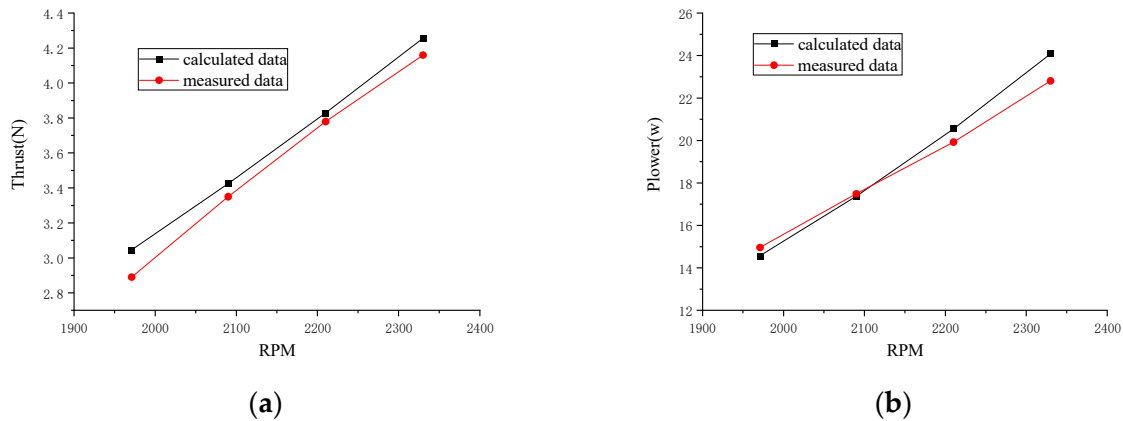 4.4
4.2
4.0
3.8
3.6
3.4
3.2
3.0
2.8
Thrust(N)
calculated data
measured data
1900 2000 2100 2200 2300 2400
RPM
(a)
26
24
22
20
18
16
14
12
Plower(w)
calculated data
measured data
1900 2000 2100 2200 2300 2400
RPM
(b)